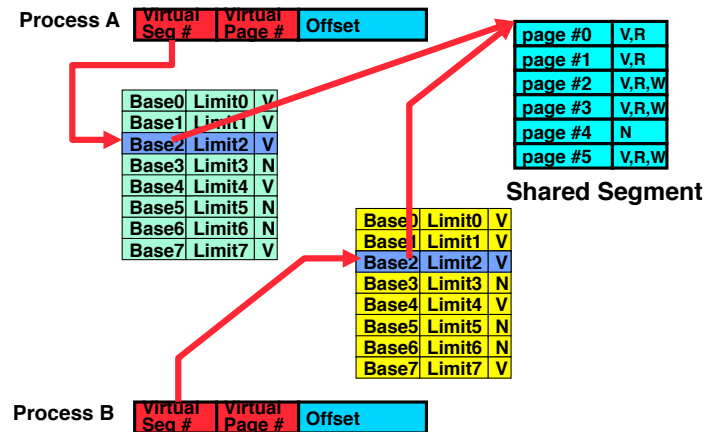 Process A
Virtual Seg #
Virtual Page #
Offset
page #0 V,R
page #1 V,R
page #2 V,R,W
page #3 V,R,W
page #4 N
page #5 V,R,W
Shared Segment
Base0 Limit0 V
Base1 Limit1 V
Base2 Limit2 V
Base3 Limit3 N
Base4 Limit4 V
Base5 Limit5 N
Base6 Limit6 N
Base7 Limit7 V
Base0 Limit0 V
Base1 Limit1 V
Base2 Limit2 V
Base3 Limit3 N
Base4 Limit4 V
Base5 Limit5 N
Base6 Limit6 N
Base7 Limit7 V
Process B
Virtual Seg #
Virtual Page #
Offset